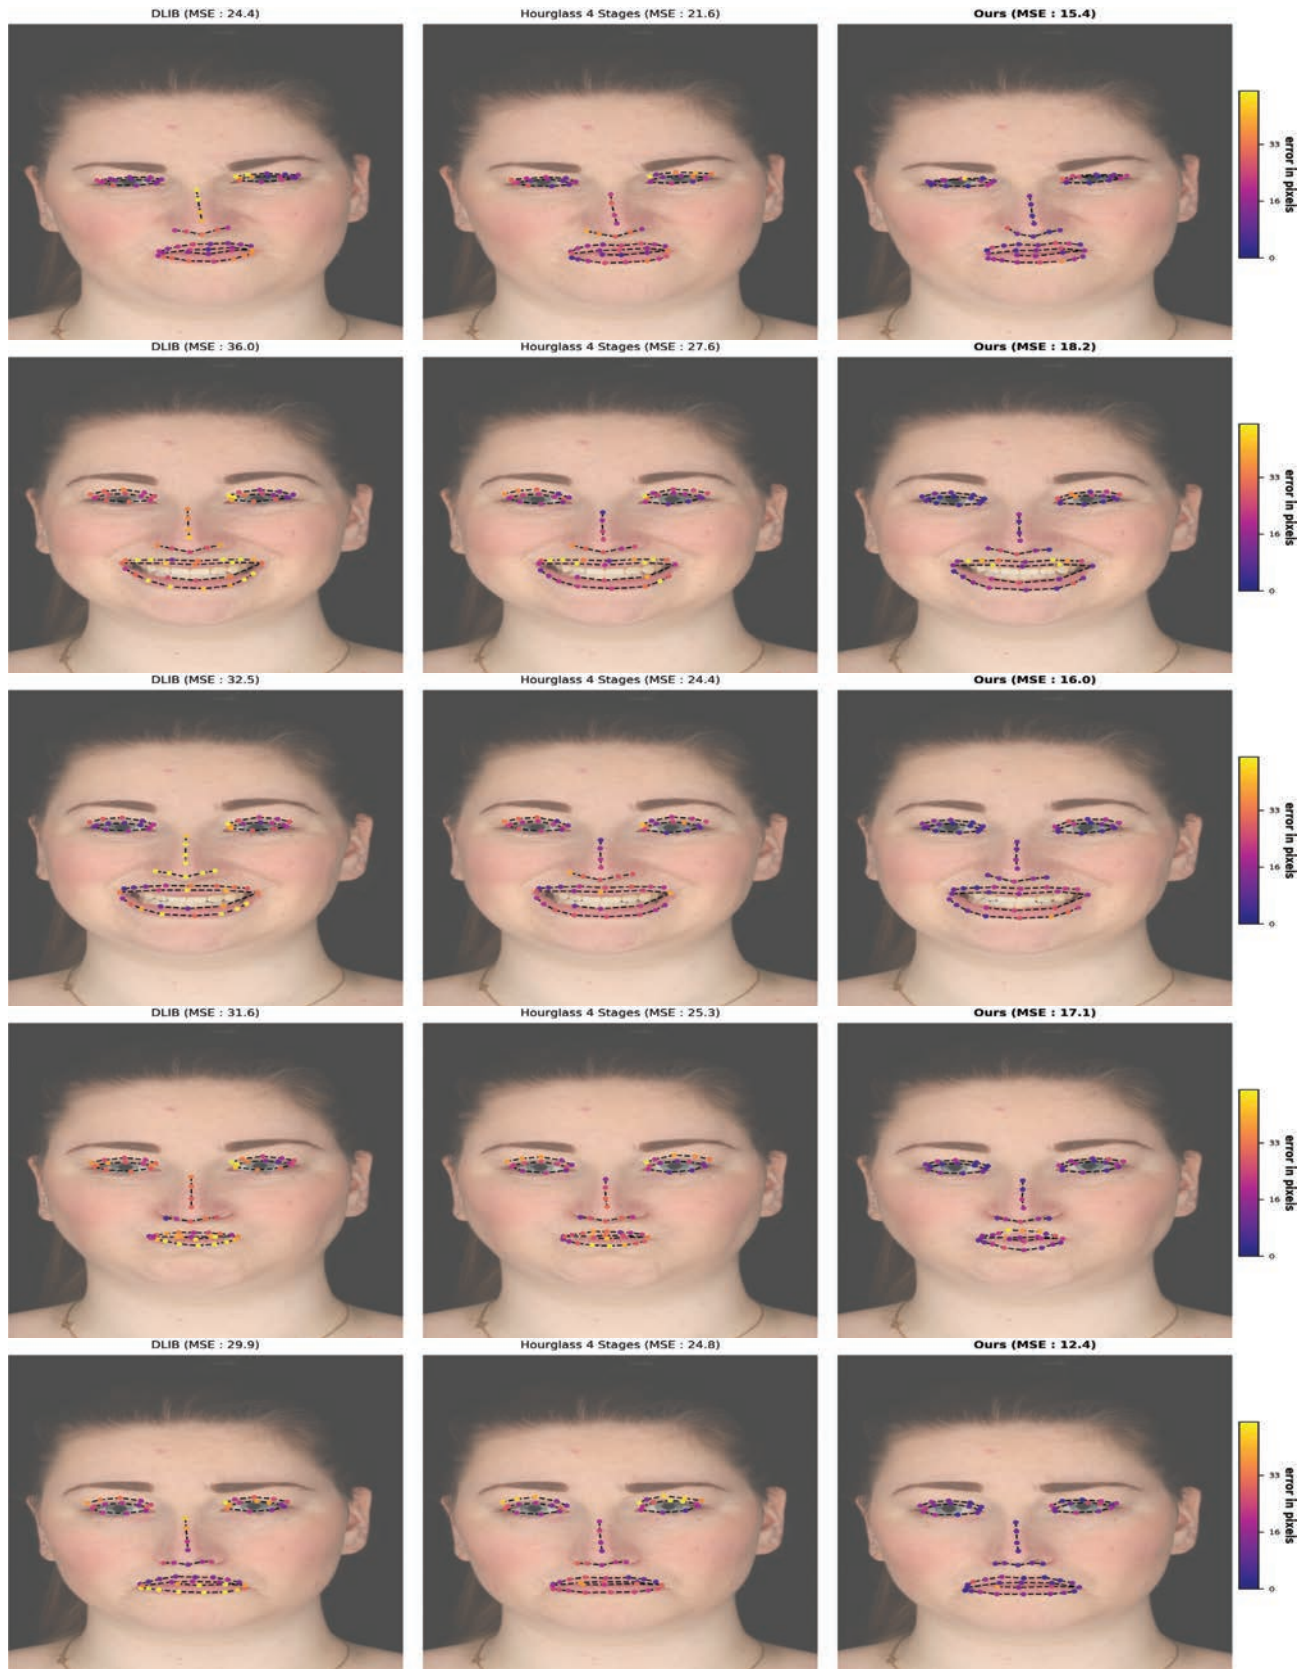 DLIB (MSE : 24.4)
Hourglass 4 Stages (MSE : 21.6)
Ours (MSE : 15.4)
33
16
0
error in pixels
DLIB (MSE : 36.0)
Hourglass 4 Stages (MSE : 27.6)
Ours (MSE : 18.2)
33
16
0
error in pixels
DLIB (MSE : 32.5)
Hourglass 4 Stages (MSE : 24.4)
Ours (MSE : 16.0)
33
16
0
error in pixels
DLIB (MSE : 31.6)
Hourglass 4 Stages (MSE : 25.3)
Ours (MSE : 17.1)
33
16
0
error in pixels
DLIB (MSE : 29.9)
Hourglass 4 Stages (MSE : 24.8)
Ours (MSE : 12.4)
33
16
0
error in pixels